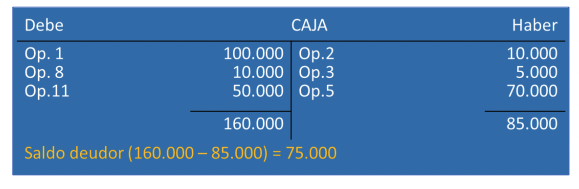 Debe CAJA Haber
Op. 1 100.000 Op.2 10.000
Op. 8 10.000 Op.3 5.000
Op.11 50.000 Op.5 70.000
160.000 85.000
Saldo deudor (160.000 – 85.000) = 75.000